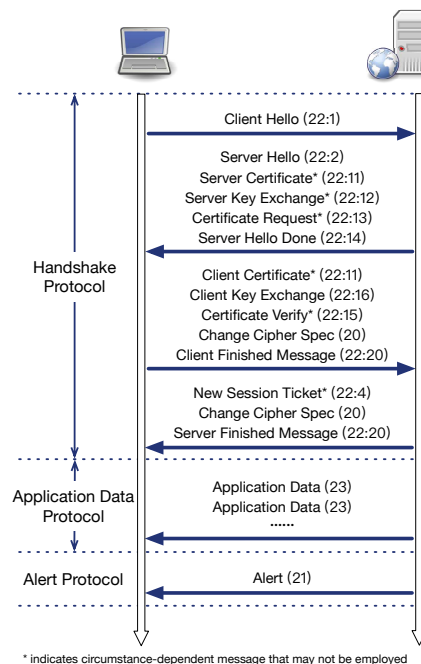 Client Hello (22:1)
Server Hello (22:2)
Server Certificate* (22:11)
Server Key Exchange* (22:12)
Certificate Request* (22:13)
Server Hello Done (22:14)
Handshake
Protocol
Client Certificate* (22:11)
Client Key Exchange (22:16)
Certificate Verify* (22:15)
Change Cipher Spec (20)
Client Finished Message (22:20)
New Session Ticket* (22:4)
Change Cipher Spec (20)
Server Finished Message (22:20)
Application Data
Protocol
Application Data (23)
Application Data (23)
......
Alert Protocol
Alert (21)
* indicates circumstance-dependent message that may not be employed